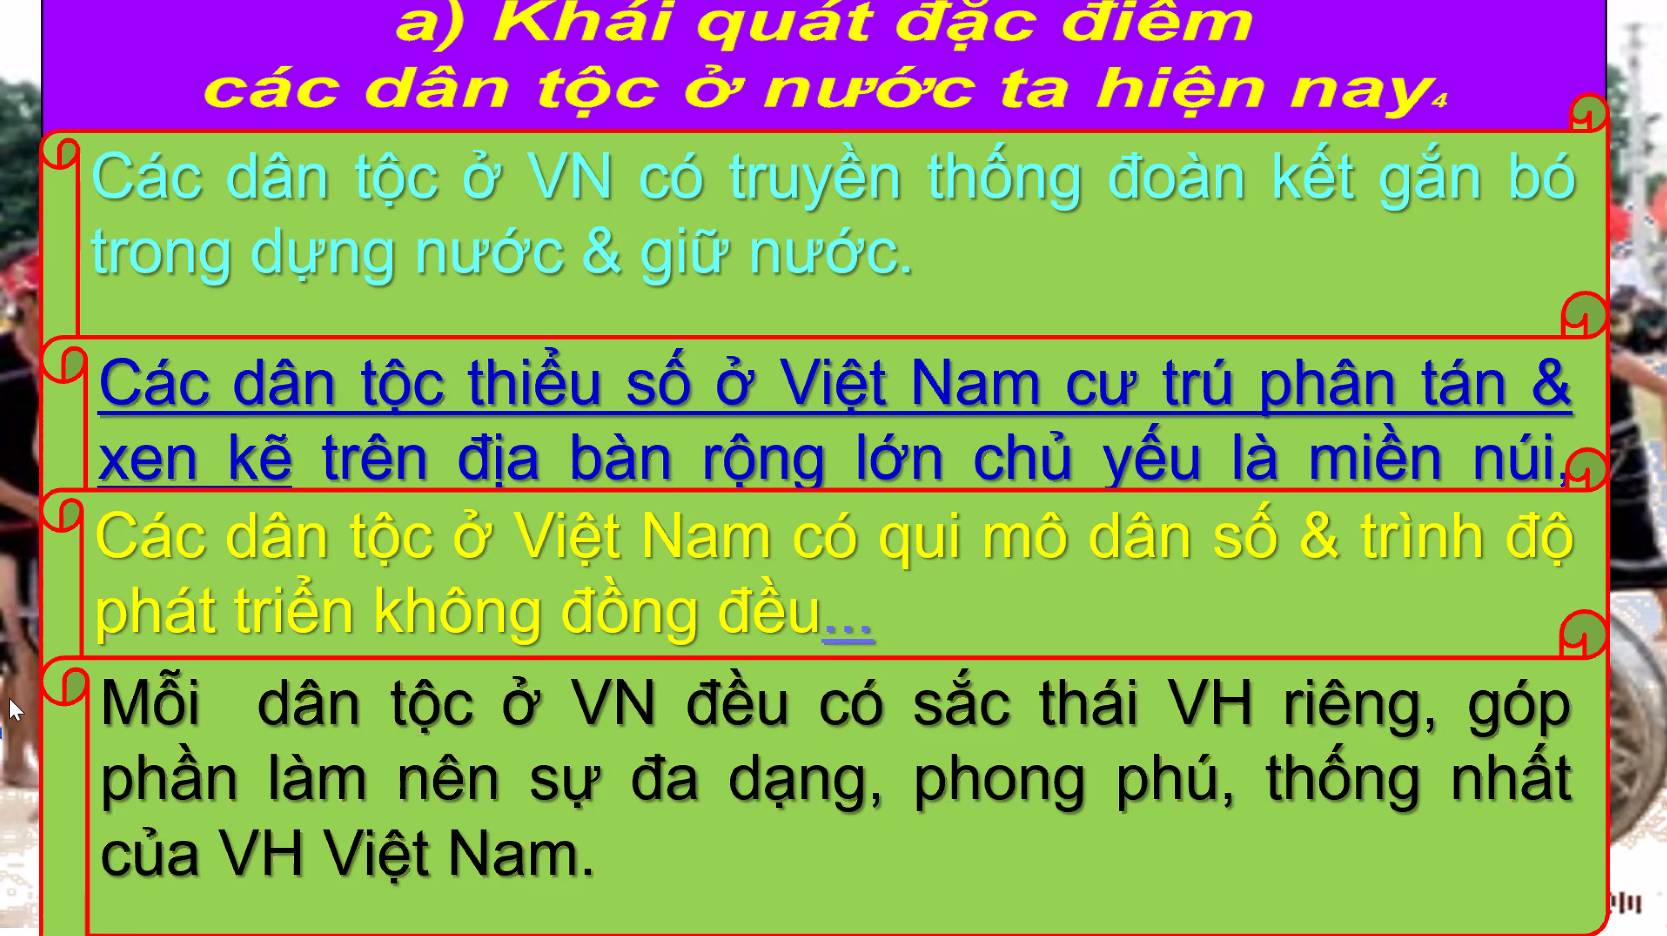 a) Khái quát đặc điểm
các dân tộc ở nước ta hiện nay4
Các dân tộc ở VN có truyền thống đoàn kết gắn bó
trong dựng nước & giữ nước.
Các dân tộc thiểu số ở Việt Nam cư trú phân tán &
xen kẽ trên địa bàn rộng lớn chủ yếu là miền núi,
Các dân tộc ở Việt Nam có qui mô dân số & trình độ
phát triển không đồng đều...
Mỗi dân tộc ở VN đều có sắc thái VH riêng, góp
phần làm nên sự đa dạng, phong phú, thống nhất
của VH Việt Nam.